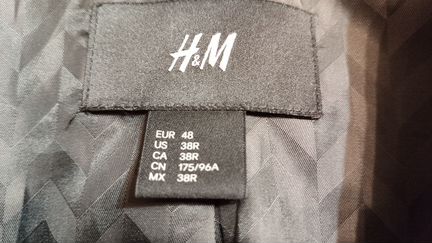 H&M
EUR 48
US 38R
CA 38R
CN 175/96A
MX 38R